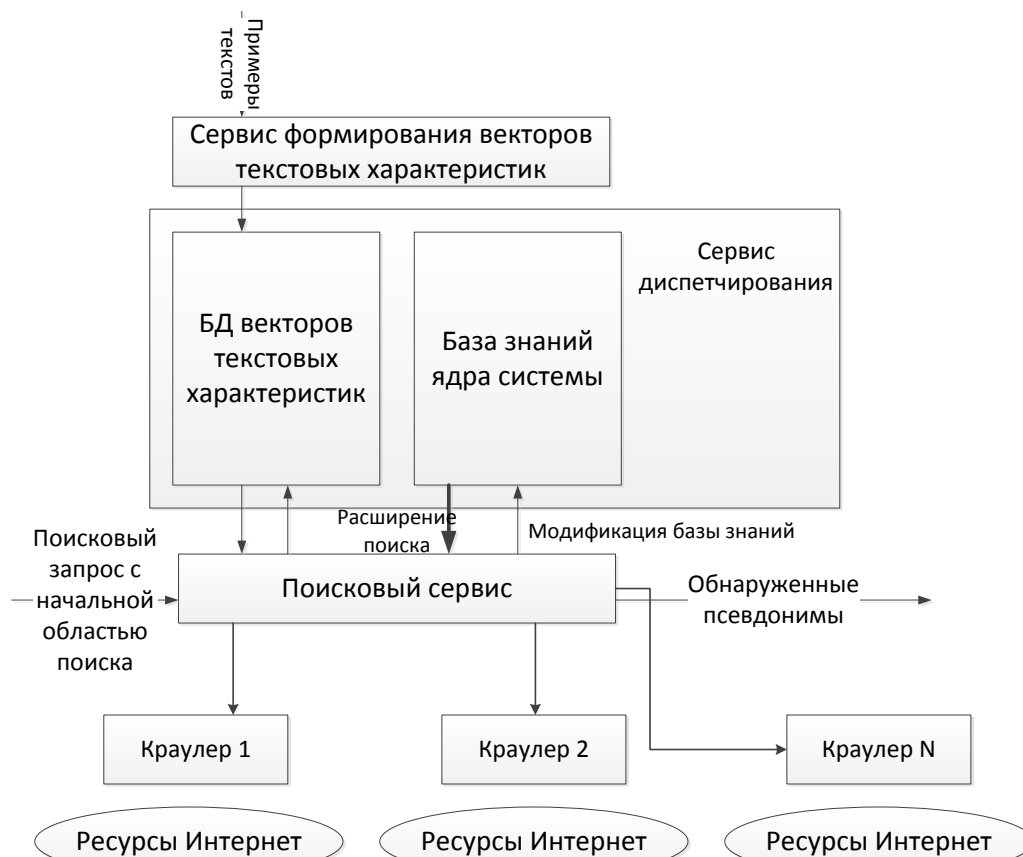 Примеры
текстов
Сервис формирования векторов
текстовых характеристик
Сервис
диспетчирования
БД векторов
текстовых
характеристик
База знаний
ядра системы
Расширение
поиска
Модификация базы знаний
Поисковый
запрос с
начальной
областью
поиска
Поисковый сервис
Обнаруженные
псевдонимы
Краулер 1
Краулер 2
Краулер N
Ресурсы Интернет
Ресурсы Интернет
Ресурсы Интернет